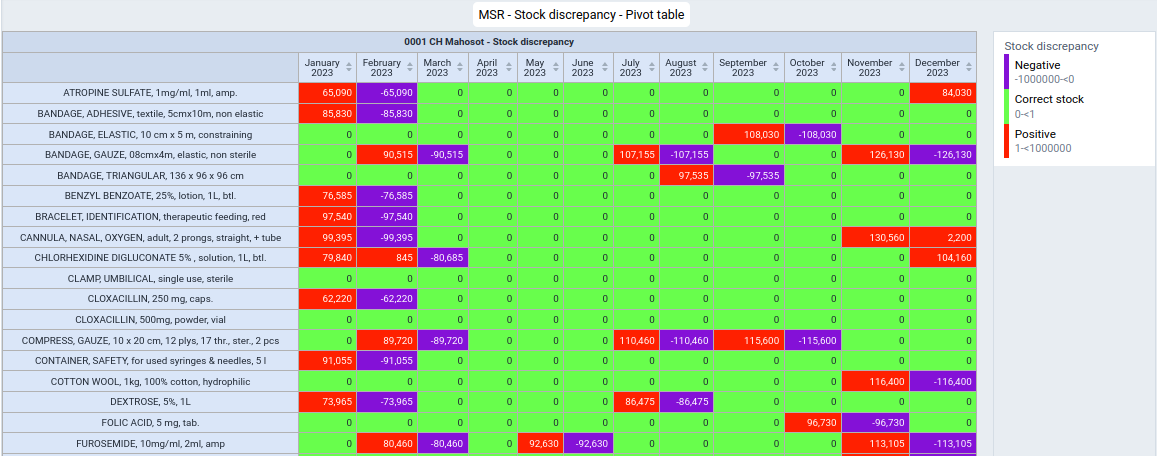 MSR - Stock discrepancy - Pivot table
0001 CH Mahosot - Stock discrepancy
January 2023 February 2023 March 2023 April 2023 May 2023 June 2023 July 2023 August 2023 September 2023 October 2023 November 2023 December 2023
ATROPINE SULFATE, 1mg/ml, 1ml, amp. 65,090 -65,090 0 0 0 0 0 0 0 0 0 84,030
BANDAGE, ADHESIVE, textile, 5cmx10m, non elastic 85,830 -85,830 0 0 0 0 0 0 0 0 0 0
BANDAGE, ELASTIC, 10 cm x 5 m, constraining 0 0 0 0 0 0 0 0 108,030 -108,030 0 0
BANDAGE, GAUZE, 08cmx4m, elastic, non sterile 0 90,515 -90,515 0 0 0 107,155 -107,155 0 0 126,130 -126,130
BANDAGE, TRIANGULAR, 136 x 96 x 96 cm 0 0 0 0 0 0 0 97,535 -97,535 0 0 0
BENZYL BENZOATE, 25%, lotion, 1L, btl. 76,585 -76,585 0 0 0 0 0 0 0 0 0 0
BRACELET, IDENTIFICATION, therapeutic feeding, red 97,540 -97,540 0 0 0 0 0 0 0 0 0 0
CANNULA, NASAL, OXYGEN, adult, 2 prongs, straight, + tube 99,395 -99,395 0 0 0 0 0 0 0 0 130,560 2,200
CHLORHEXIDINE DIGLUCONATE 5% , solution, 1L, btl. 79,840 845 -80,685 0 0 0 0 0 0 0 0 104,160
CLAMP, UMBILICAL, single use, sterile 0 0 0 0 0 0 0 0 0 0 0 0
CLOXACILLIN, 250 mg, caps. 62,220 -62,220 0 0 0 0 0 0 0 0 0 0
CLOXACILLIN, 500mg, powder, vial 0 0 0 0 0 0 0 0 0 0 0 0
COMPRESS, GAUZE, 10 x 20 cm, 12 plys, 17 thr., ster., 2 pcs 0 89,720 -89,720 0 0 0 110,460 -110,460 115,600 -115,600 0 0
CONTAINER, SAFETY, for used syringes & needles, 5 l 91,055 -91,055 0 0 0 0 0 0 0 0 0 0
COTTON WOOL, 1kg, 100% cotton, hydrophilic 0 0 0 0 0 0 0 0 0 0 116,400 -116,400
DEXTROSE, 5%, 1L 73,965 -73,965 0 0 0 0 86,475 -86,475 0 0 0 0
FOLIC ACID, 5 mg, tab. 0 0 0 0 0 0 0 0 0 96,730 -96,730 0
FUROSEMIDE, 10mg/ml, 2ml, amp 0 80,460 -80,460 0 92,630 -92,630 0 0 0 0 113,105 -113,105
Stock discrepancy
Negative
-1000000-<0
Correct stock
0-<1
Positive
1-<1000000